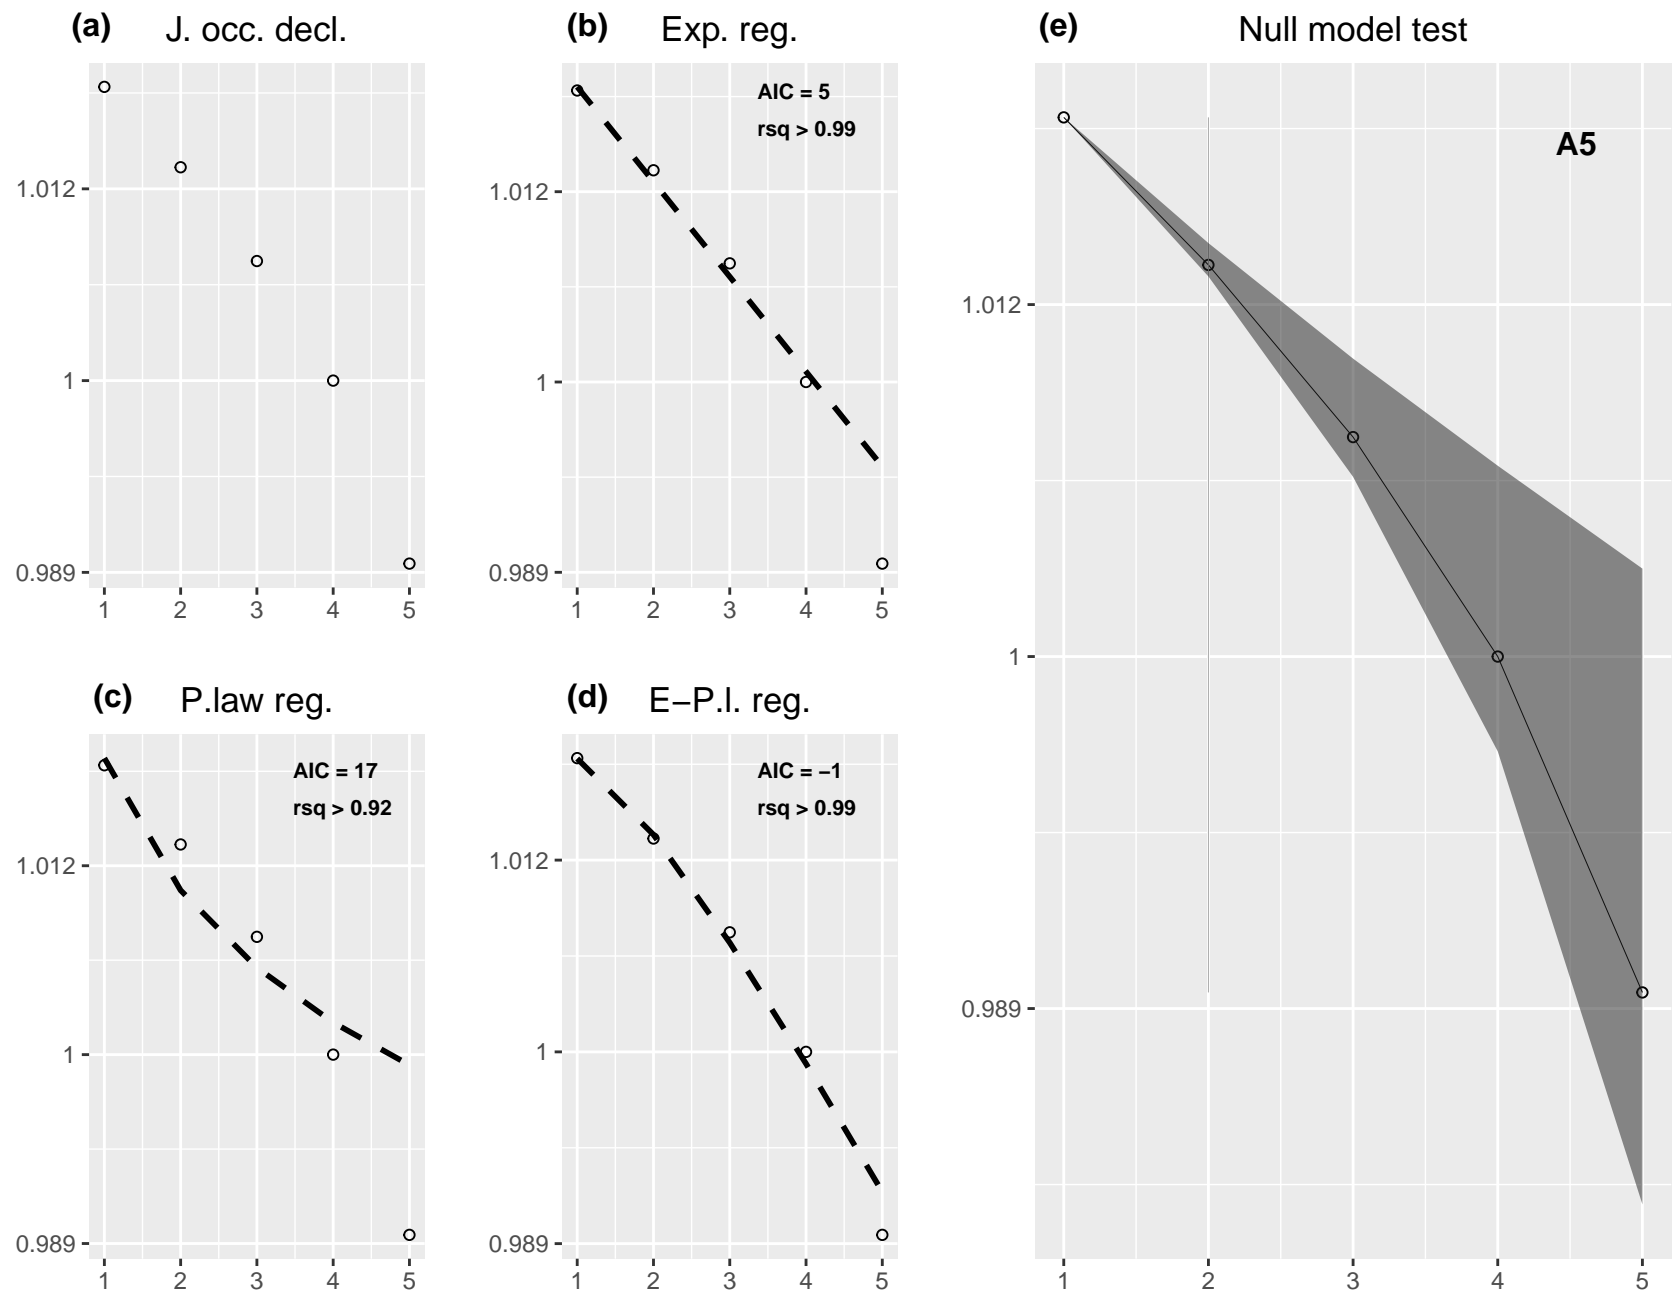 (a) J. occ. decl.
1.012
1
0.989
1 2 3 4 5
(b) Exp. reg.
AIC = 5
rsq > 0.99
1.012
1
0.989
1 2 3 4 5
(c) P.law reg.
AIC = 17
rsq > 0.92
1.012
1
0.989
1 2 3 4 5
(d) E−P.l. reg.
AIC = −1
rsq > 0.99
1.012
1
0.989
1 2 3 4 5
(e) Null model test
A5
1.012
1
0.989
1 2 3 4 5